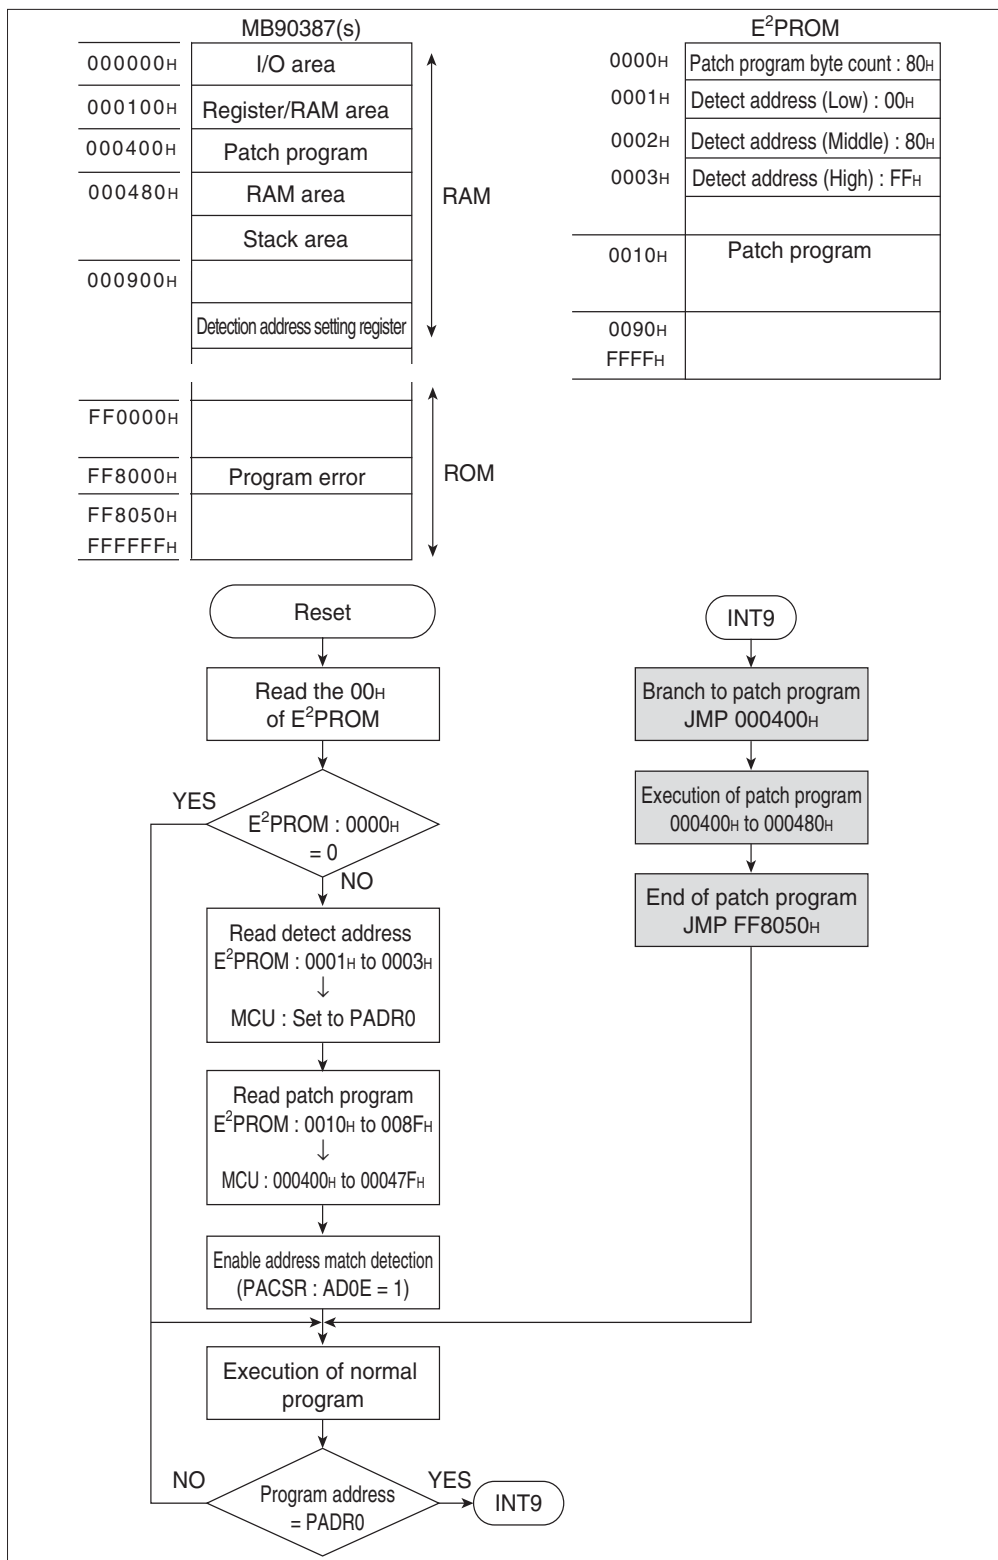 MB90387(s)
000000H
I/O area
000100H
Register/RAM area
000400H
Patch program
000480H
RAM area
RAM
Stack area
000900H
Detection address setting register
FF0000H
FF8000H
Program error
ROM
FF8050H
FFFFFFH
E²PROM
0000H
Patch program byte count : 80H
0001H
Detect address (Low) : 00H
0002H
Detect address (Middle) : 80H
0003H
Detect address (High) : FFH
0010H
Patch program
0090H
FFFFH
Reset
Read the 00H
of E²PROM
YES
E²PROM : 0000H
= 0
NO
Read detect address
E²PROM : 0001H to 0003H
↓
MCU : Set to PADR0
Read patch program
E²PROM : 0010H to 008FH
↓
MCU : 000400H to 00047FH
Enable address match detection
(PACSR : AD0E = 1)
Execution of normal
program
NO
Program address
= PADR0
YES
INT9
INT9
Branch to patch program
JMP 000400H
Execution of patch program
000400H to 000480H
End of patch program
JMP FF8050H